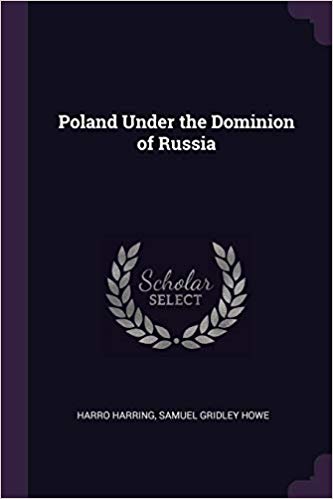 Poland Under the Dominion
of Russia
Scholar
SELECT
HARRO HARRING, SAMUEL GRIDLEY HOWE